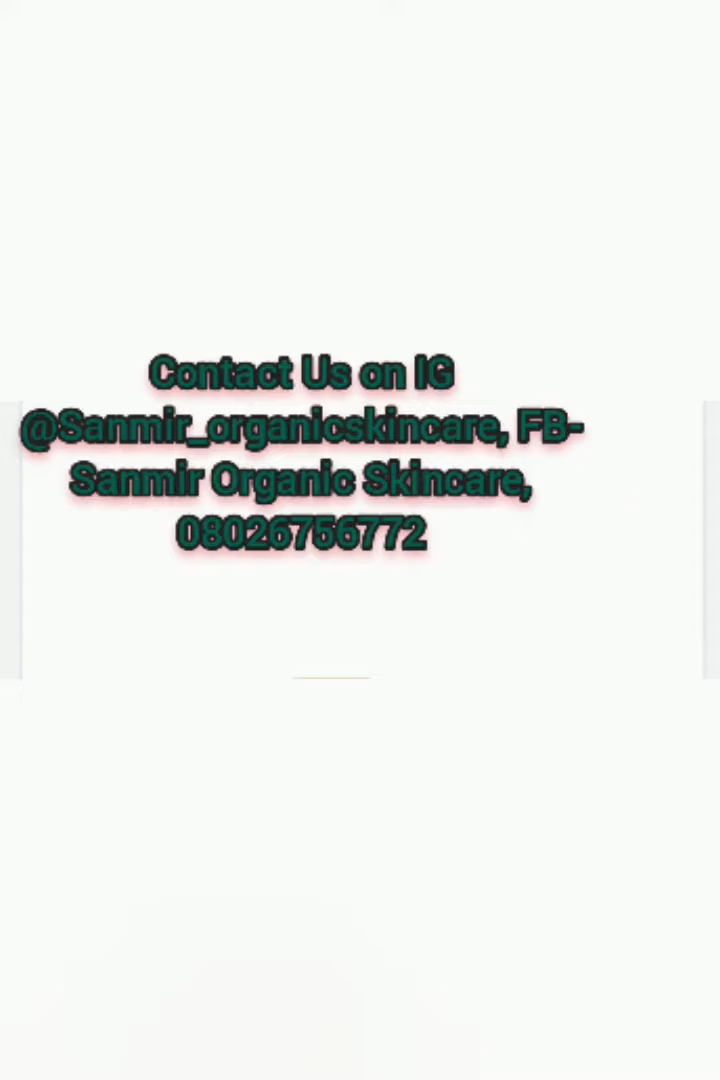 Contact Us on IG
@Sanmir_organicskincare, FB-
Sanmir Organic Skincare,
08026756772